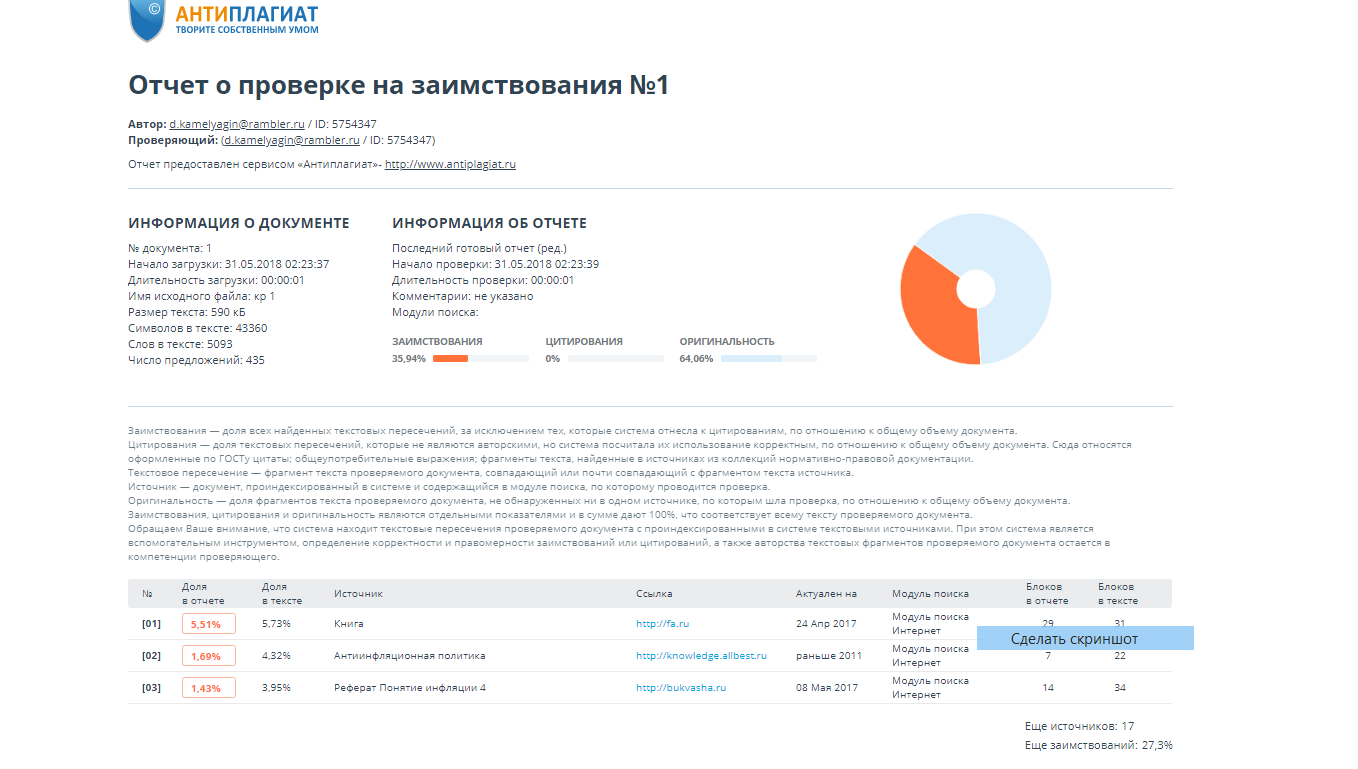 ©
АНТИПЛАГИАТ
ТВОРИТЕ СОБСТВЕННЫМ УМОМ
Отчет о проверке на заимствования №1
Автор: d.kamelyagin@rambler.ru / ID: 5754347
Проверяющий: (d.kamelyagin@rambler.ru / ID: 5754347)
Отчет предоставлен сервисом «Антиплагиат»- http://www.antiplagiat.ru
ИНФОРМАЦИЯ О ДОКУМЕНТЕ
№ документа: 1
Начало загрузки: 31.05.2018 02:23:37
Длительность загрузки: 00:00:01
Имя исходного файла: кр 1
Размер текста: 590 кБ
Символов в тексте: 43360
Слов в тексте: 5093
Число предложений: 435
ИНФОРМАЦИЯ ОБ ОТЧЕТЕ
Последний готовый отчет (ред.)
Начало проверки: 31.05.2018 02:23:39
Длительность проверки: 00:00:01
Комментарии: не указано
Модули поиска:
ЗАИМСТВОВАНИЯ ЦИТИРОВАНИЯ ОРИГИНАЛЬНОСТЬ
35,94% 0% 64,06%
Заимствования — доля всех найденных текстовых пересечений, за исключением тех, которые система отнесла к цитированиям, по отношению к общему объему документа.
Цитирования — доля текстовых пересечений, которые не являются авторскими, но система посчитала их использование корректным, по отношению к общему объему документа. Сюда относятся
оформленные по ГОСТу цитаты; общеупотребительные выражения; фрагменты текста, найденные в источниках из коллекций нормативно-правовой документации.
Текстовое пересечение — фрагмент текста проверяемого документа, совпадающий или почти совпадающий с фрагментом текста источника.
Источник — документ, проиндексированный в системе и содержащийся в модуле поиска, по которому проводится проверка.
Оригинальность — доля фрагментов текста проверяемого документа, не обнаруженных ни в одном источнике, по которым шла проверка, по отношению к общему объему документа.
Заимствования, цитирования и оригинальность являются отдельными показателями и в сумме дают 100%, что соответствует всему тексту проверяемого документа.
Обращаем Ваше внимание, что система находит текстовые пересечения проверяемого документа с проиндексированными в системе текстовыми источниками. При этом система является
вспомогательным инструментом, определение корректности и правомерности заимствований или цитирований, а также авторства текстовых фрагментов проверяемого документа остается в
компетенции проверяющего.
№ Доля в отчете Доля в тексте Источник Ссылка Актуален на Модуль поиска Блоков в отчете Блоков в тексте
[01] 5,51% 5,73% Книга http://fa.ru 24 Апр 2017 Модуль поиска Интернет 29 31
Сделать скриншот
[02] 1,69% 4,32% Антиинфляционная политика http://knowledge.allbest.ru раньше 2011 Модуль поиска Интернет 7 22
[03] 1,43% 3,95% Реферат Понятие инфляции 4 http://bukvasha.ru 08 Мая 2017 Модуль поиска Интернет 14 34
Еще источников: 17
Еще заимствований: 27,3%